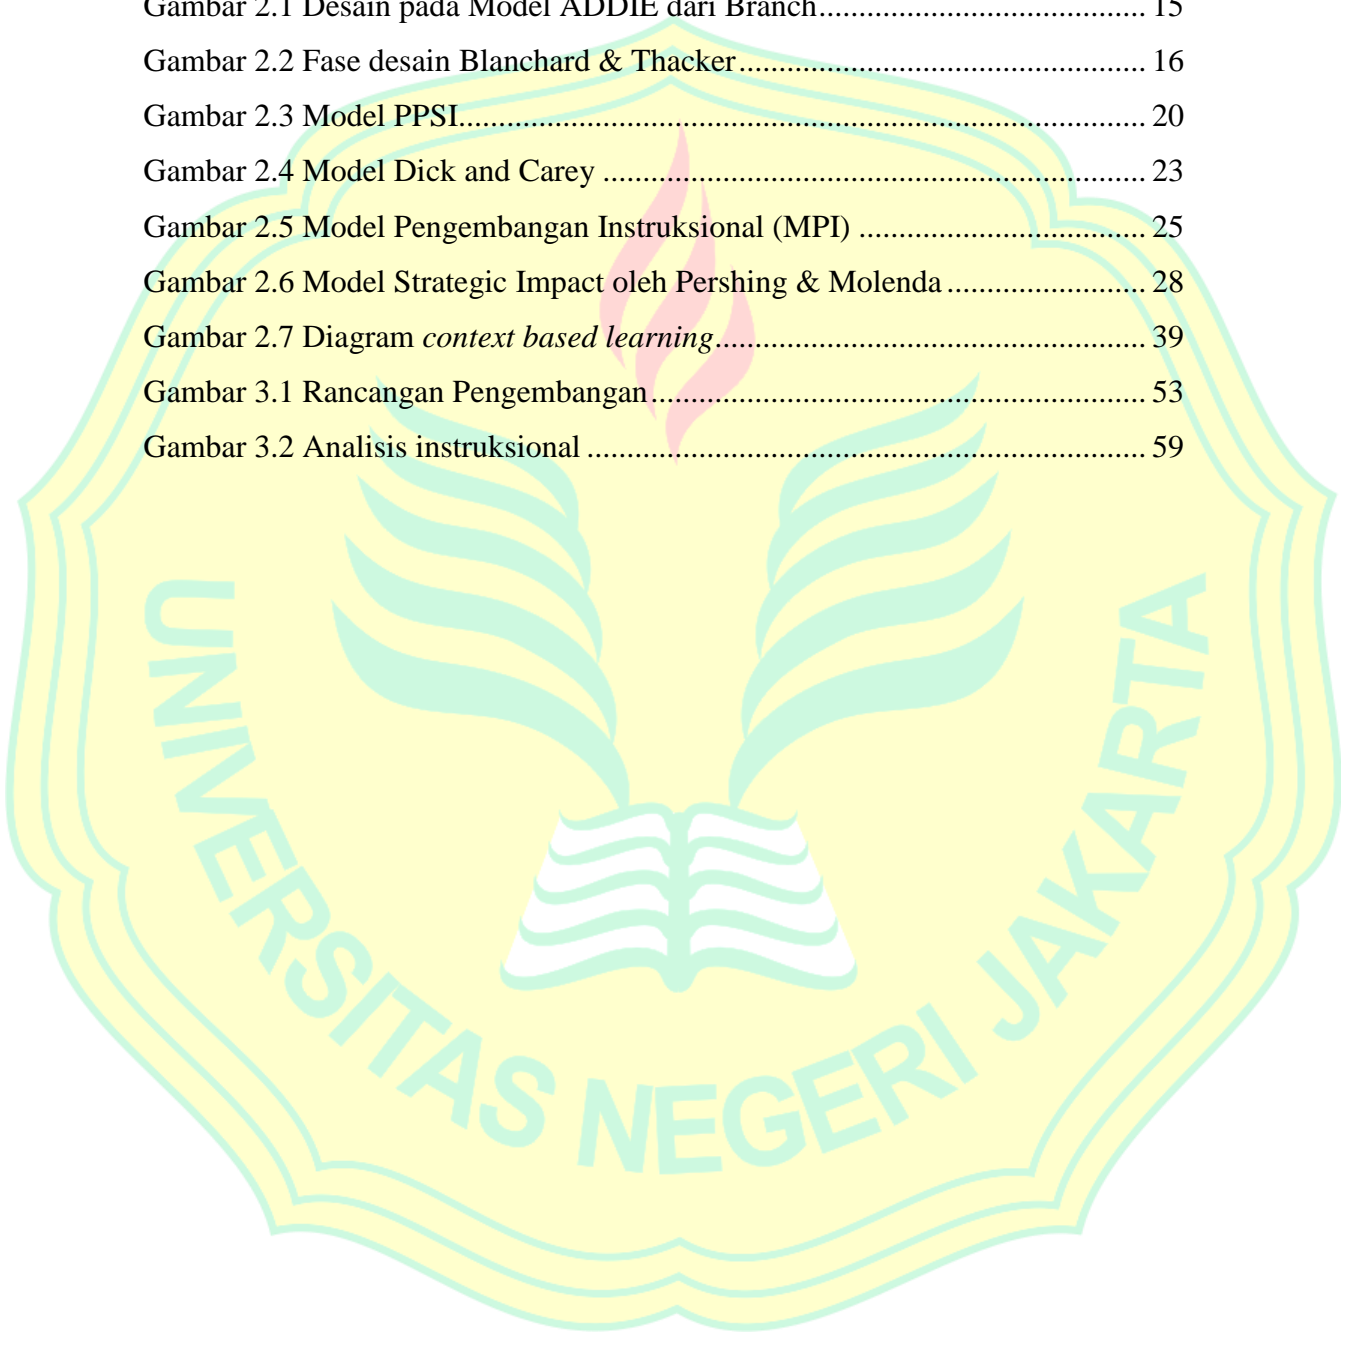 Gambar 2.1 Desain pada Model ADDIE dari Branch.......................................... 15
Gambar 2.2 Fase desain Blanchard & Thacker.................................................... 16
Gambar 2.3 Model PPSI....................................................................................... 20
Gambar 2.4 Model Dick and Carey ..................................................................... 23
Gambar 2.5 Model Pengembangan Instruksional (MPI) .................................... 25
Gambar 2.6 Model Strategic Impact oleh Pershing & Molenda ......................... 28
Gambar 2.7 Diagram context based learning....................................................... 39
Gambar 3.1 Rancangan Pengembangan............................................................... 53
Gambar 3.2 Analisis instruksional ....................................................................... 59
UNIVERSITAS NEGERI JAKARTA